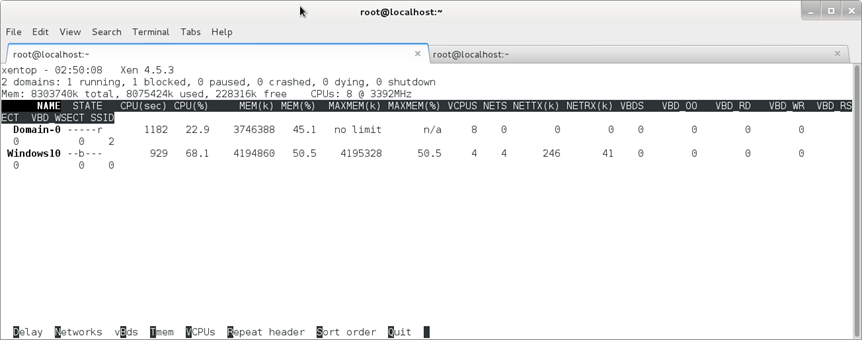 root@localhost:~
File Edit View Search Terminal Tabs Help
root@localhost:~ × root@localhost:~ ×
xentop - 02:50:08 Xen 4.5.3
2 domains: 1 running, 1 blocked, 0 paused, 0 crashed, 0 dying, 0 shutdown
Mem: 8303740k total, 8075424k used, 228316k free CPUs: 8 @ 3392MHz
NAME STATE CPU(sec) CPU(%) MEM(k) MEM(%) MAXMEM(k) MAXMEM(%) VCPUS NETS NETTX(k) NETRX(k) VBDS VBD_OO VBD_RD VBD_WR VBD_RS
ECT VBD_WSECT SSID
Domain-0 -----r 1182 22.9 3746388 45.1 no limit n/a 8 0 0 0 0 0 0 0
0 0 2
Windows10 --b--- 929 68.1 4194860 50.5 4195328 50.5 4 4 246 41 0 0 0 0
0 0 0
Delay Networks vBds Tmem VCPUs Repeat header Sort order Quit